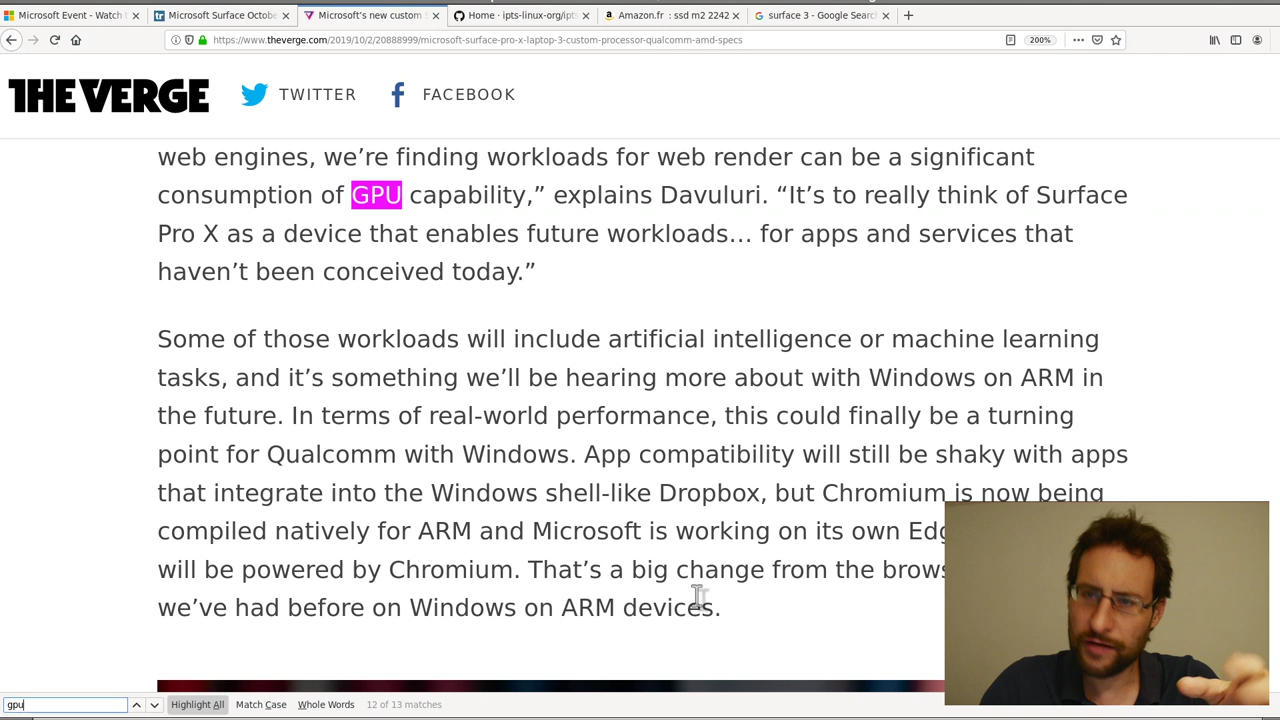 Microsoft Event - Watch t
Microsoft Surface Octobe
Microsoft's new custom S
Home · ipts-linux-org/ipts
Amazon.fr : ssd m2 2242
surface 3 - Google Searc
https://www.theverge.com/2019/10/2/20888999/microsoft-surface-pro-x-laptop-3-custom-processor-qualcomm-amd-specs
200%
THE VERGE
TWITTER
FACEBOOK
web engines, we’re finding workloads for web render can be a significant
consumption of GPU capability,” explains Davuluri. “It’s to really think of Surface
Pro X as a device that enables future workloads… for apps and services that
haven’t been conceived today.”
Some of those workloads will include artificial intelligence or machine learning
tasks, and it’s something we’ll be hearing more about with Windows on ARM in
the future. In terms of real-world performance, this could finally be a turning
point for Qualcomm with Windows. App compatibility will still be shaky with apps
that integrate into the Windows shell-like Dropbox, but Chromium is now being
compiled natively for ARM and Microsoft is working on its own Edg
will be powered by Chromium. That’s a big change from the brows
we’ve had before on Windows on ARM devices.
gpu
Highlight All
Match Case
Whole Words
12 of 13 matches